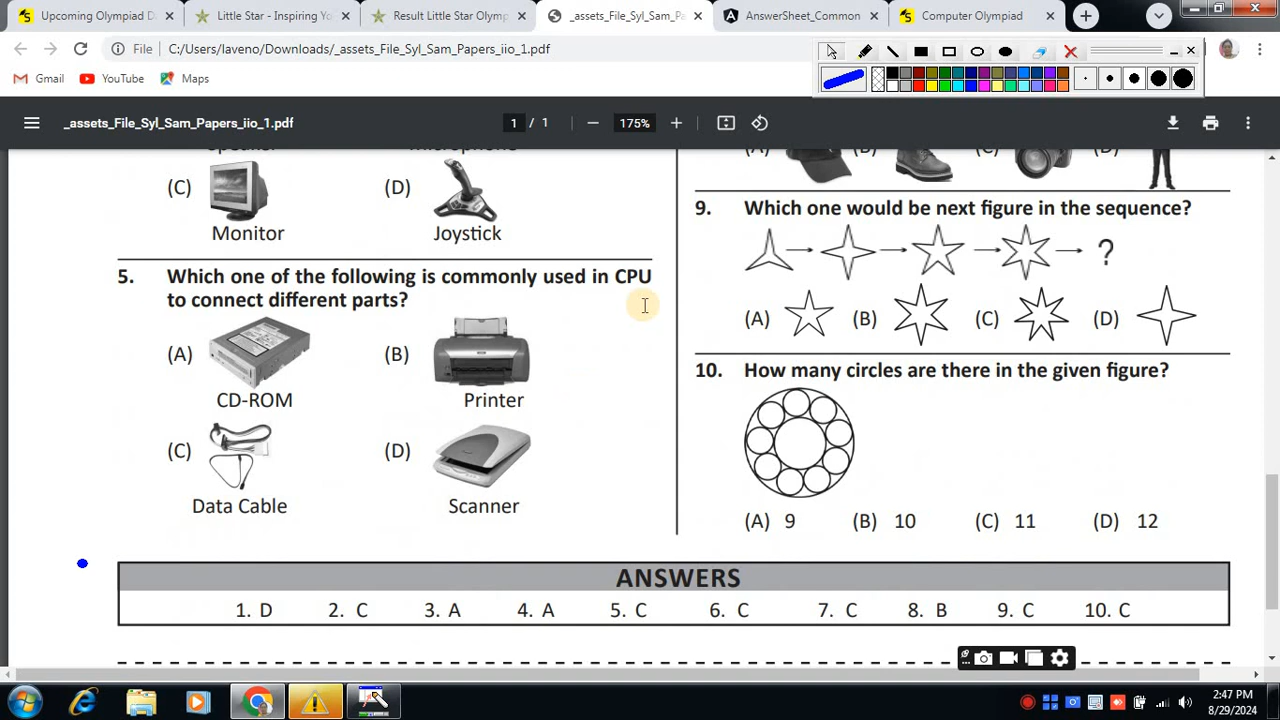 Upcoming Olympiad D
Little Star - Inspiring Yo
Result Little Star Olymp
_assets_File_Syl_Sam_Pa
AnswerSheet_Common
Computer Olympiad
File
C:/Users/laveno/Downloads/_assets_File_Syl_Sam_Papers_iio_1.pdf
Gmail
YouTube
Maps
_assets_File_Syl_Sam_Papers_iio_1.pdf
1 / 1
175%
Speaker
Microphone
(C)
(D)
Monitor
Joystick
5. Which one of the following is commonly used in CPU
to connect different parts?
(A)
(B)
CD-ROM
Printer
(C)
(D)
Data Cable
Scanner
(A) (B) (C) (D)
9. Which one would be next figure in the sequence?
?
(A) (B) (C) (D)
10. How many circles are there in the given figure?
(A) 9 (B) 10 (C) 11 (D) 12
ANSWERS
1. D 2. C 3. A 4. A 5. C 6. C 7. C 8. B 9. C 10. C
2:47 PM
8/29/2024